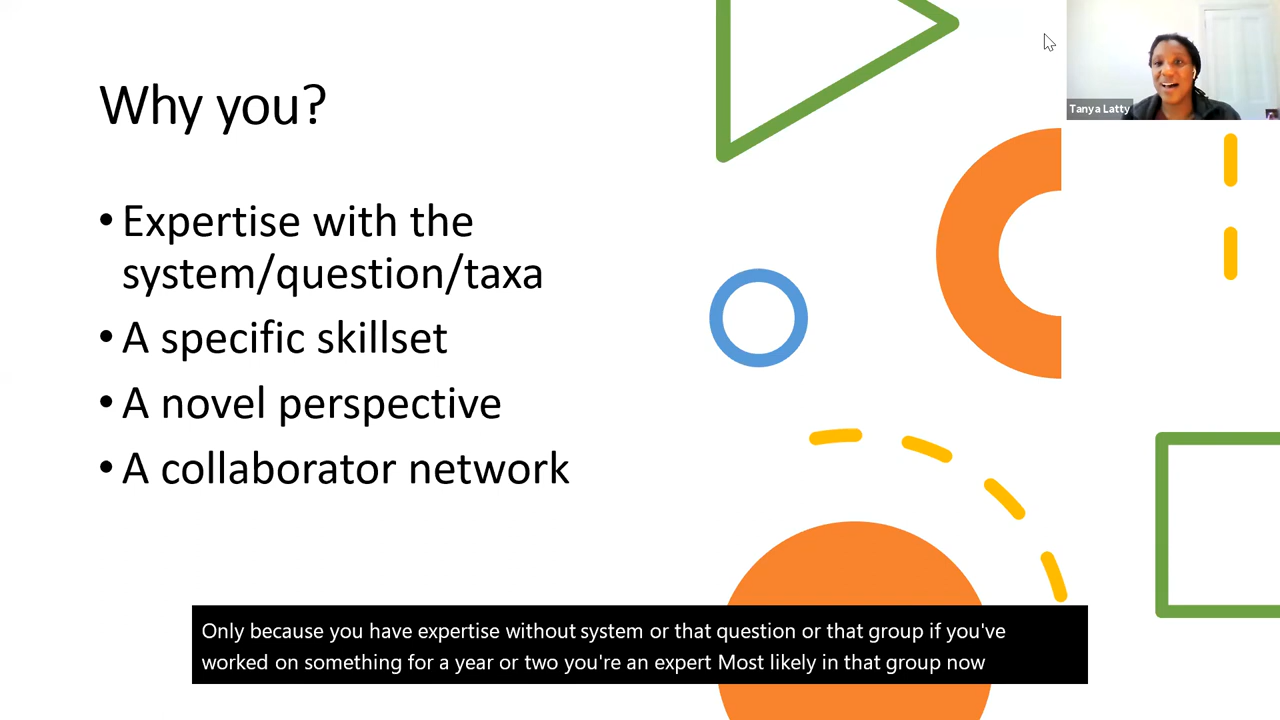 Why you?
Tanya Latty
• Expertise with the
system/question/taxa
• A specific skillset
• A novel perspective
• A collaborator network
Only because you have expertise without system or that question or that group if you've
worked on something for a year or two you're an expert Most likely in that group now